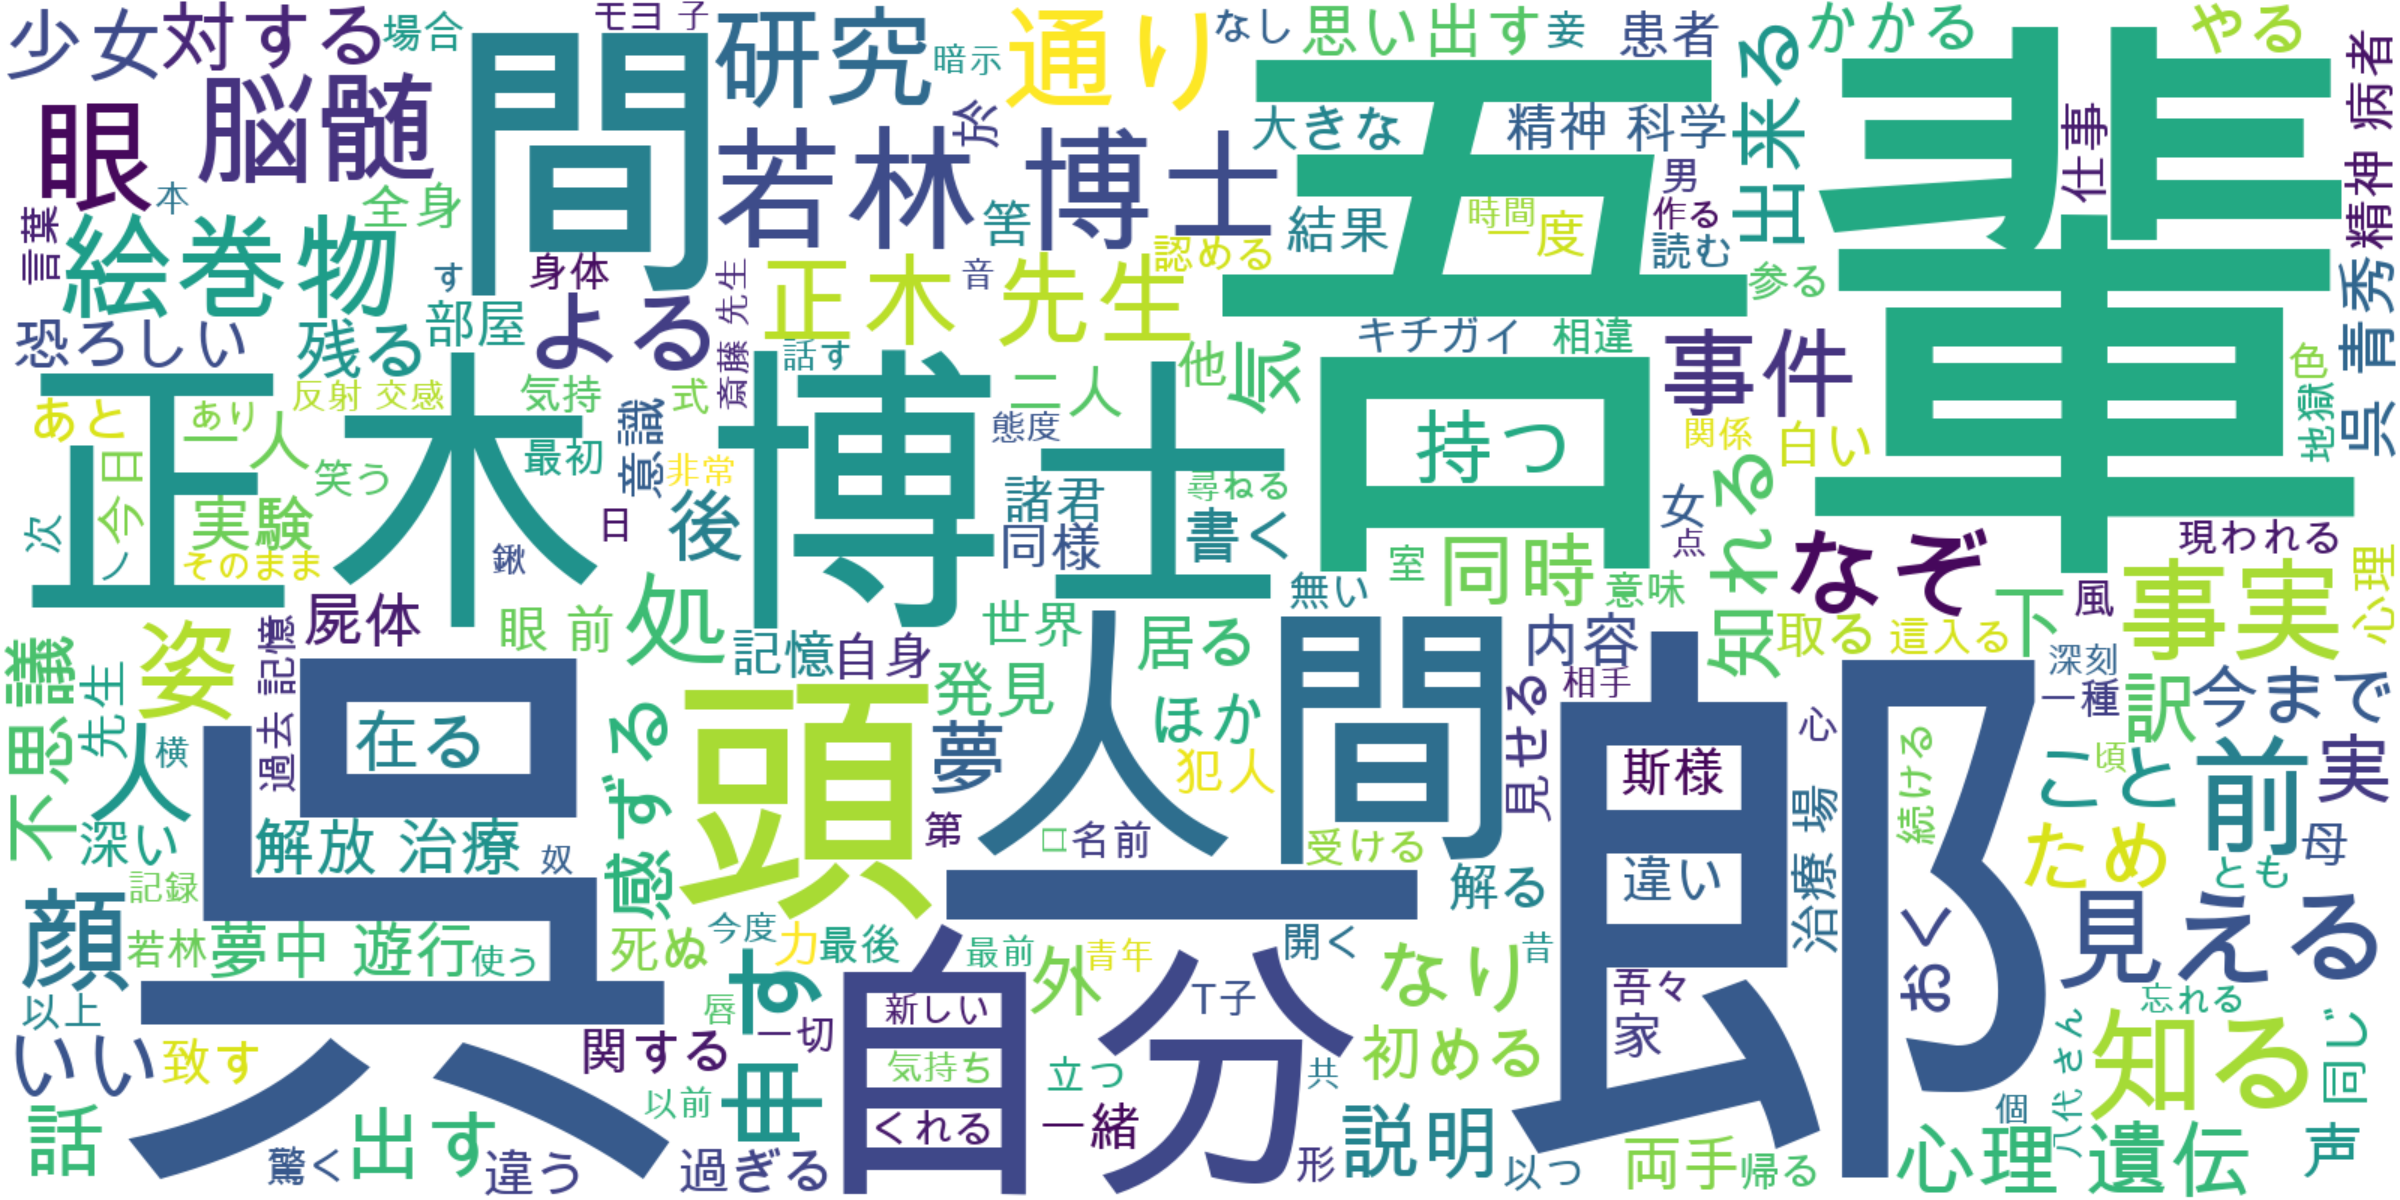 少女
対する
場合
モヨ 子
研究
暗示
通り
なし
思い出す
妾
患者
出来る
かかる
やる
精神 病者
眼
脳髄
間
若林 博士
於
吾輩
大きな
精神 科学
男
仕事
本
全身
言葉
絵巻物
す
身体
筈
認める
結果
時間
一度
作る
読む
参る
呉 青秀
恐ろしい
残る
部屋
よる
斎藤 先生
正木 先生
音
話す
キチガイ
相違
事件
色
地獄
正木 博士
あと
あり
一人
反射 交感
気持
式
二人
他
気
態度
持つ
関係
白い
今日
笑う
最初
意識
非常
後
諸君
尋ねる
書く
女
知れる
次
実験
日
同様
点
なぞ
現われる
そのまま
鍬
無い
室
同時
意味
下
風
事実
心理
屍体
眼 前
処
世界
記憶
自身
居る
内容
取る
這入る
深刻
不思議
先生
姿
過去 記憶
発見
ほか
見せる
相手
一種
訳
今まで
人
横
在る
感ずる
頭
夢
人間
犯人
斯様
心
続ける
こと
頃
前
実
深い
解放 治療
奴
第
名前
受ける
解る
違い
治療 場
ため
とも
母
呉 一郎
顔
記録
若林
夢中 遊行
使う
死ぬ
今度
力
最後
最前
青年
外
開く
なり
昔
おく
見える
以上
唇
申す
一切
自分
新しい
T子
吾々
家
忘れる
八代 さん
知る
同じ
いい
致す
関する
気持ち
立つ
共
初める
以前
くれる
一緒
個
話
驚く
出す
違う
過ぎる
形
説明
以つ
両手
帰る
心理 遺伝
声